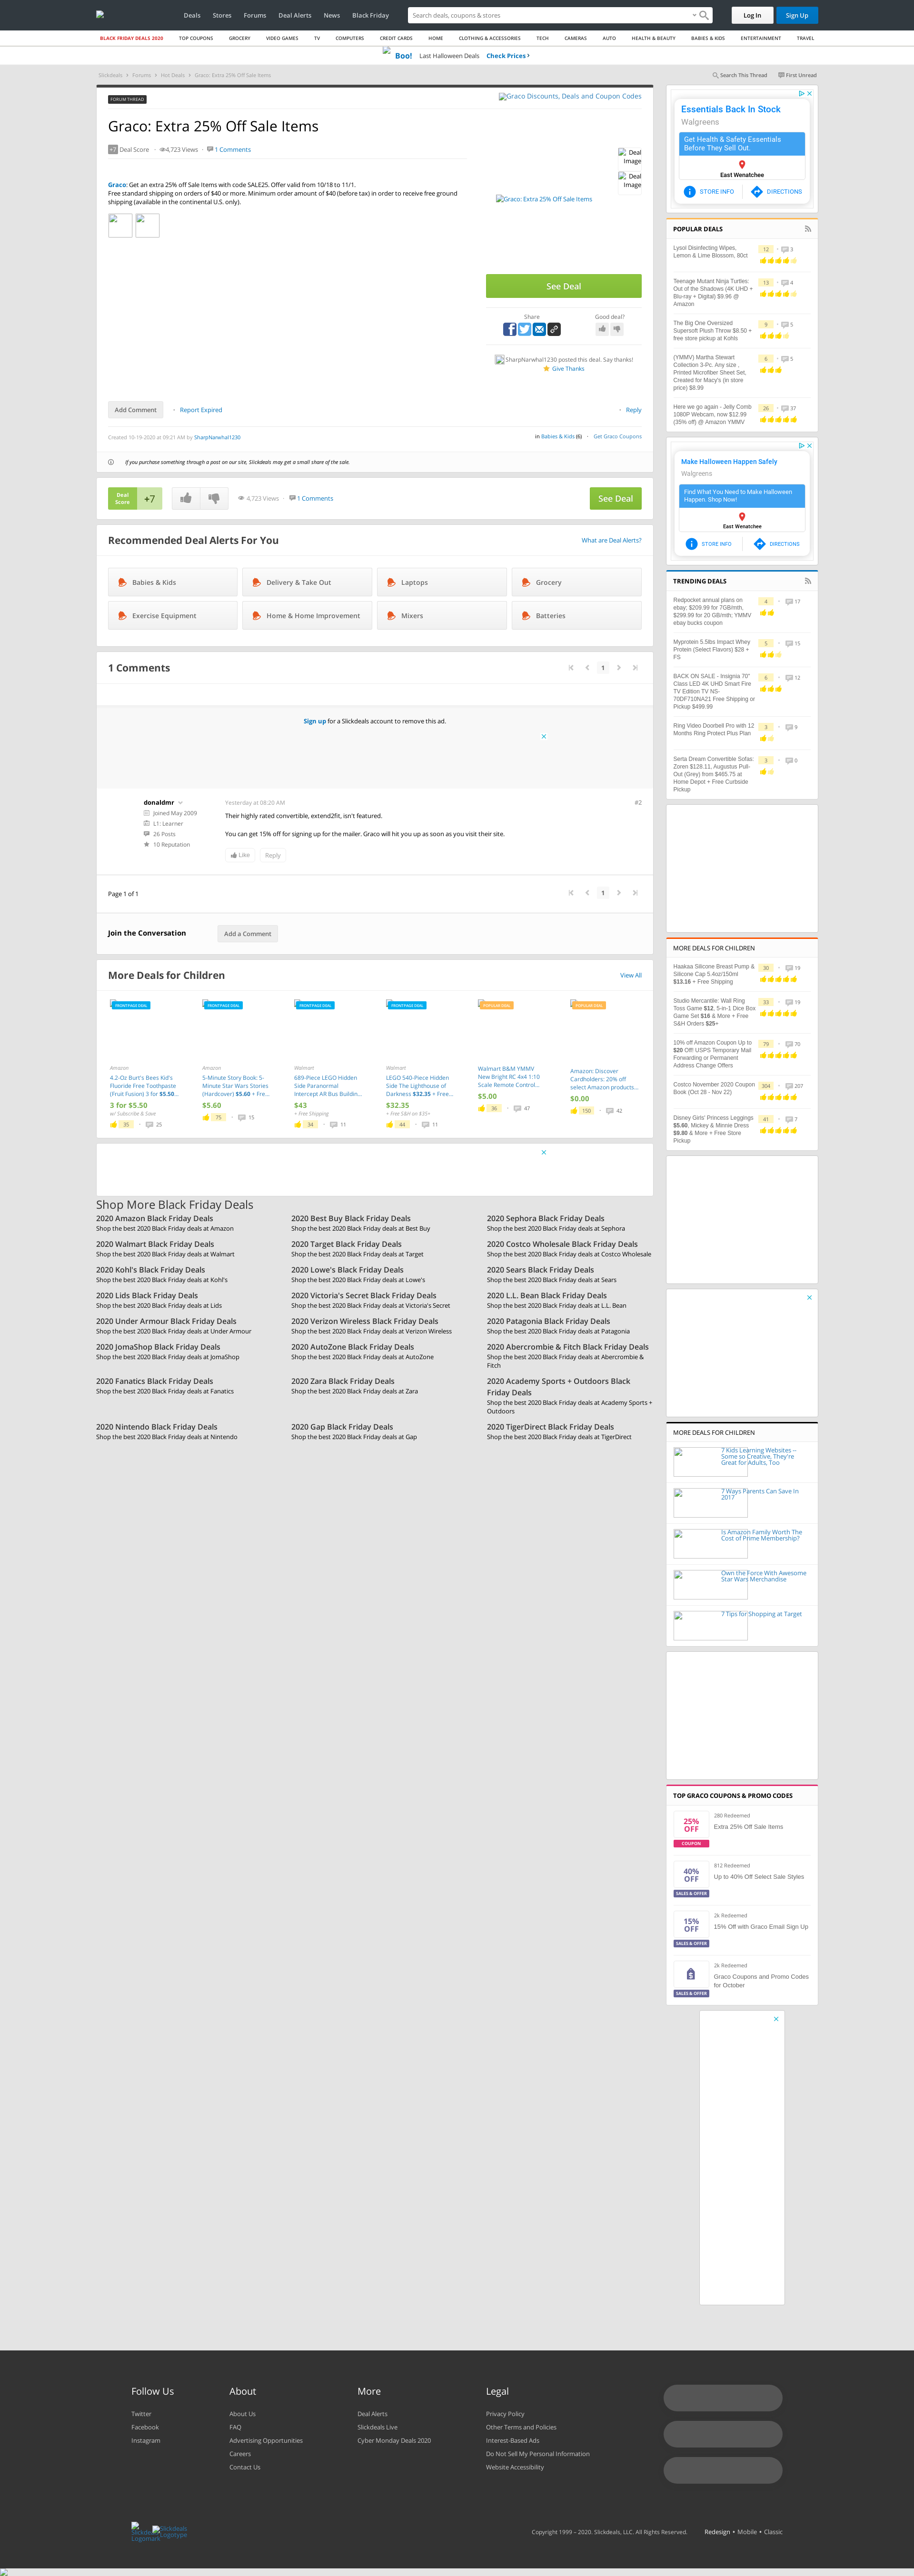 Deals Stores Forums Deal Alerts News Black Friday
Search deals, coupons & stores
Log In Sign Up
BLACK FRIDAY DEALS 2020 TOP COUPONS GROCERY VIDEO GAMES TV COMPUTERS CREDIT CARDS HOME CLOTHING & ACCESSORIES TECH CAMERAS AUTO HEALTH & BEAUTY BABIES & KIDS ENTERTAINMENT TRAVEL
Boo! Last Halloween Deals Check Prices ›
Slickdeals › Forums › Hot Deals › Graco: Extra 25% Off Sale Items
Search This Thread First Unread
FORUM THREAD
Graco Discounts, Deals and Coupon Codes
Graco: Extra 25% Off Sale Items
+7 Deal Score 4,723 Views 1 Comments
Graco: Get an extra 25% off Sale Items with code SALE25. Offer valid from 10/18 to 11/1.
Free standard shipping on orders of $40 or more. Minimum order amount of $40 (before tax) in order to receive free ground
shipping (available in the continental U.S. only).
Graco: Extra 25% Off Sale Items
Deal
Image
Deal
Image
See Deal
Share
Good deal?
SharpNarwhal1230 posted this deal. Say thanks!
Give Thanks
Add Comment Report Expired
Reply
Created 10-19-2020 at 09:21 AM by SharpNarwhal1230
in Babies & Kids (6) Get Graco Coupons
If you purchase something through a post on our site, Slickdeals may get a small share of the sale.
Deal
Score
+7
4,723 Views 1 Comments
See Deal
Recommended Deal Alerts For You
What are Deal Alerts?
Babies & Kids Delivery & Take Out Laptops Grocery
Exercise Equipment Home & Home Improvement Mixers Batteries
1 Comments
1
Sign up for a Slickdeals account to remove this ad.
donaldmr
Joined May 2009
L1: Learner
26 Posts
10 Reputation
Yesterday at 08:20 AM
#2
Their highly rated convertible, extend2fit, isn't featured.
You can get 15% off for signing up for the mailer. Graco will hit you up as soon as you visit their site.
Like Reply
Page 1 of 1
1
Join the Conversation
Add a Comment
More Deals for Children
View All
FRONTPAGE DEAL
Amazon
4.2-Oz Burt's Bees Kid's
Fluoride Free Toothpaste
(Fruit Fusion) 3 for $5.50...
3 for $5.50
w/ Subscribe & Save
35 25
FRONTPAGE DEAL
Amazon
5-Minute Story Book: 5-
Minute Star Wars Stories
(Hardcover) $5.60 + Fre...
$5.60
75 15
FRONTPAGE DEAL
Walmart
689-Piece LEGO Hidden
Side Paranormal
Intercept All Bus Buildin...
$43
+ Free Shipping
34 11
FRONTPAGE DEAL
Walmart
LEGO 540-Piece Hidden
Side The Lighthouse of
Darkness $32.35 + Free...
$32.35
+ Free S&H on $35+
44 11
POPULAR DEAL
Walmart B&M YMMV
New Bright RC 4x4 1:10
Scale Remote Control...
$5.00
36 47
POPULAR DEAL
Amazon: Discover
Cardholders: 20% off
select Amazon products...
$0.00
150 42
Shop More Black Friday Deals
2020 Amazon Black Friday Deals
Shop the best 2020 Black Friday deals at Amazon
2020 Best Buy Black Friday Deals
Shop the best 2020 Black Friday deals at Best Buy
2020 Sephora Black Friday Deals
Shop the best 2020 Black Friday deals at Sephora
2020 Walmart Black Friday Deals
Shop the best 2020 Black Friday deals at Walmart
2020 Target Black Friday Deals
Shop the best 2020 Black Friday deals at Target
2020 Costco Wholesale Black Friday Deals
Shop the best 2020 Black Friday deals at Costco Wholesale
2020 Kohl's Black Friday Deals
Shop the best 2020 Black Friday deals at Kohl's
2020 Lowe's Black Friday Deals
Shop the best 2020 Black Friday deals at Lowe's
2020 Sears Black Friday Deals
Shop the best 2020 Black Friday deals at Sears
2020 Lids Black Friday Deals
Shop the best 2020 Black Friday deals at Lids
2020 Victoria's Secret Black Friday Deals
Shop the best 2020 Black Friday deals at Victoria's Secret
2020 L.L. Bean Black Friday Deals
Shop the best 2020 Black Friday deals at L.L. Bean
2020 Under Armour Black Friday Deals
Shop the best 2020 Black Friday deals at Under Armour
2020 Verizon Wireless Black Friday Deals
Shop the best 2020 Black Friday deals at Verizon Wireless
2020 Patagonia Black Friday Deals
Shop the best 2020 Black Friday deals at Patagonia
2020 JomaShop Black Friday Deals
Shop the best 2020 Black Friday deals at JomaShop
2020 AutoZone Black Friday Deals
Shop the best 2020 Black Friday deals at AutoZone
2020 Abercrombie & Fitch Black Friday Deals
Shop the best 2020 Black Friday deals at Abercrombie &
Fitch
2020 Fanatics Black Friday Deals
Shop the best 2020 Black Friday deals at Fanatics
2020 Zara Black Friday Deals
Shop the best 2020 Black Friday deals at Zara
2020 Academy Sports + Outdoors Black
Friday Deals
Shop the best 2020 Black Friday deals at Academy Sports +
Outdoors
2020 Nintendo Black Friday Deals
Shop the best 2020 Black Friday deals at Nintendo
2020 Gap Black Friday Deals
Shop the best 2020 Black Friday deals at Gap
2020 TigerDirect Black Friday Deals
Shop the best 2020 Black Friday deals at TigerDirect
Essentials Back In Stock
Walgreens
Get Health & Safety Essentials
Before They Sell Out.
East Wenatchee
STORE INFO DIRECTIONS
POPULAR DEALS
Lysol Disinfecting Wipes,
Lemon & Lime Blossom, 80ct
12 3
Teenage Mutant Ninja Turtles:
Out of the Shadows (4K UHD +
Blu-ray + Digital) $9.96 @
Amazon
13 4
The Big One Oversized
Supersoft Plush Throw $8.50 +
free store pickup at Kohls
9 5
(YMMV) Martha Stewart
Collection 3-Pc. Any size ,
Printed Microfiber Sheet Set,
Created for Macy's (in store
price) $8.99
6 5
Here we go again - Jelly Comb
1080P Webcam, now $12.99
(35% off) @ Amazon YMMV
26 37
Make Halloween Happen Safely
Walgreens
Find What You Need to Make Halloween
Happen. Shop Now!
East Wenatchee
STORE INFO DIRECTIONS
TRENDING DEALS
Redpocket annual plans on
ebay; $209.99 for 7GB/mth,
$299.99 for 20 GB/mth; YMMV
ebay bucks coupon
4 17
Myprotein 5.5lbs Impact Whey
Protein (Select Flavors) $28 +
FS
5 15
BACK ON SALE - Insignia 70"
Class LED 4K UHD Smart Fire
TV Edition TV NS-
70DF710NA21 Free Shipping or
Pickup $499.99
6 12
Ring Video Doorbell Pro with 12
Months Ring Protect Plus Plan
3 9
Serta Dream Convertible Sofas:
Zoren $128.11, Augustus Pull-
Out (Grey) from $465.75 at
Home Depot + Free Curbside
Pickup
3 0
MORE DEALS FOR CHILDREN
Haakaa Silicone Breast Pump &
Silicone Cap 5.4oz/150ml
$13.16 + Free Shipping
30 19
Studio Mercantile: Wall Ring
Toss Game $12, 5-in-1 Dice Box
Game Set $16 & More + Free
S&H Orders $25+
33 19
10% off Amazon Coupon Up to
$20 Off! USPS Temporary Mail
Forwarding or Permanent
Address Change Offers
79 70
Costco November 2020 Coupon
Book (Oct 28 - Nov 22)
304 207
Disney Girls' Princess Leggings
$5.60, Mickey & Minnie Dress
$9.80 & More + Free Store
Pickup
41 7
MORE DEALS FOR CHILDREN
7 Kids Learning Websites –
Some so Creative, They're
Great for Adults, Too
7 Ways Parents Can Save In
2017
Is Amazon Family Worth The
Cost of Prime Membership?
Own the Force With Awesome
Star Wars Merchandise
7 Tips for Shopping at Target
TOP GRACO COUPONS & PROMO CODES
25%
OFF
COUPON
280 Redeemed
Extra 25% Off Sale Items
40%
OFF
SALES & OFFER
812 Redeemed
Up to 40% Off Select Sale Styles
15%
OFF
SALES & OFFER
2k Redeemed
15% Off with Graco Email Sign Up
SALES & OFFER
2k Redeemed
Graco Coupons and Promo Codes
for October
Follow Us
Twitter
Facebook
Instagram
About
About Us
FAQ
Advertising Opportunities
Careers
Contact Us
More
Deal Alerts
Slickdeals Live
Cyber Monday Deals 2020
Legal
Privacy Policy
Other Terms and Policies
Interest-Based Ads
Do Not Sell My Personal Information
Website Accessibility
Slickdeals
Logomark
Slickdeals
Logotype
Copyright 1999 – 2020. Slickdeals, LLC. All Rights Reserved. Redesign • Mobile • Classic